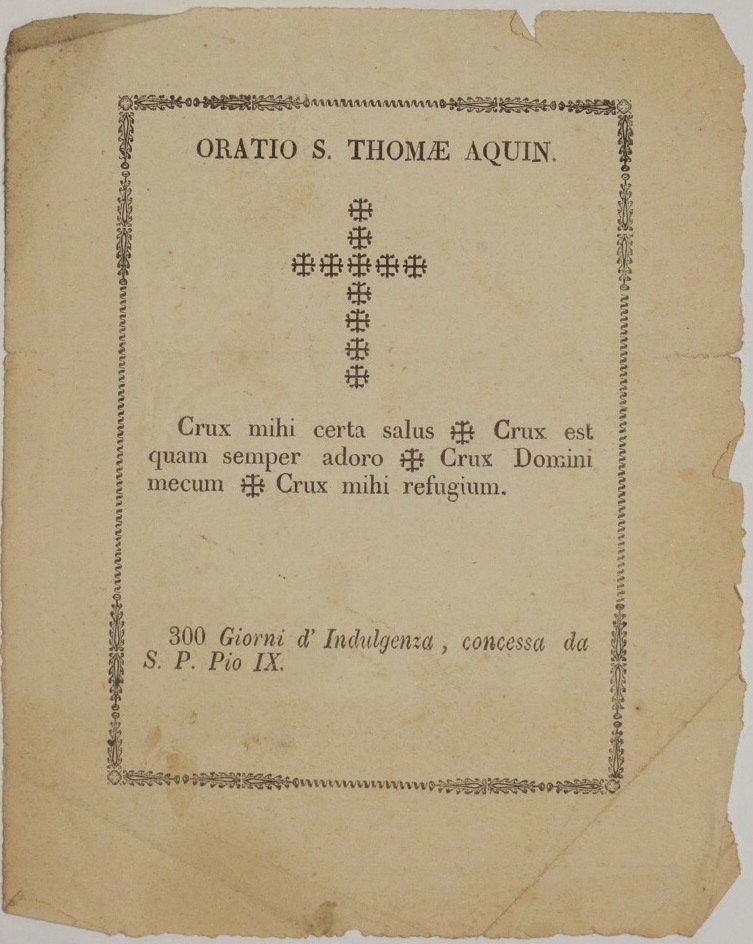 ORATIO S. THOMÆ AQUIN.
Crux mihi certa salus ✠ Crux est
quam semper adoro ✠ Crux Domini
mecum ✠ Crux mihi refugium.
300 Giorni d' Indulgenza, concessa da
S. P. Pio IX.